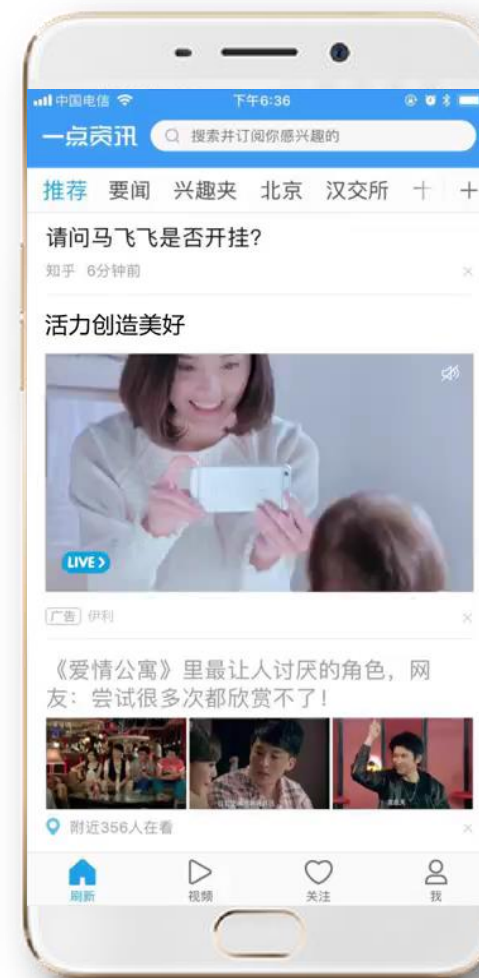 中国电信 下午6:36
一点资讯 搜索并订阅你感兴趣的
推荐 要闻 兴趣夹 北京 汉交所
请问马飞飞是否开挂?
知乎 6分钟前
活力创造美好
LIVE
广告 伊利
《爱情公寓》里最让人讨厌的角色，网
友：尝试很多次都欣赏不了！
附近356人在看
刷新 视频 关注 我